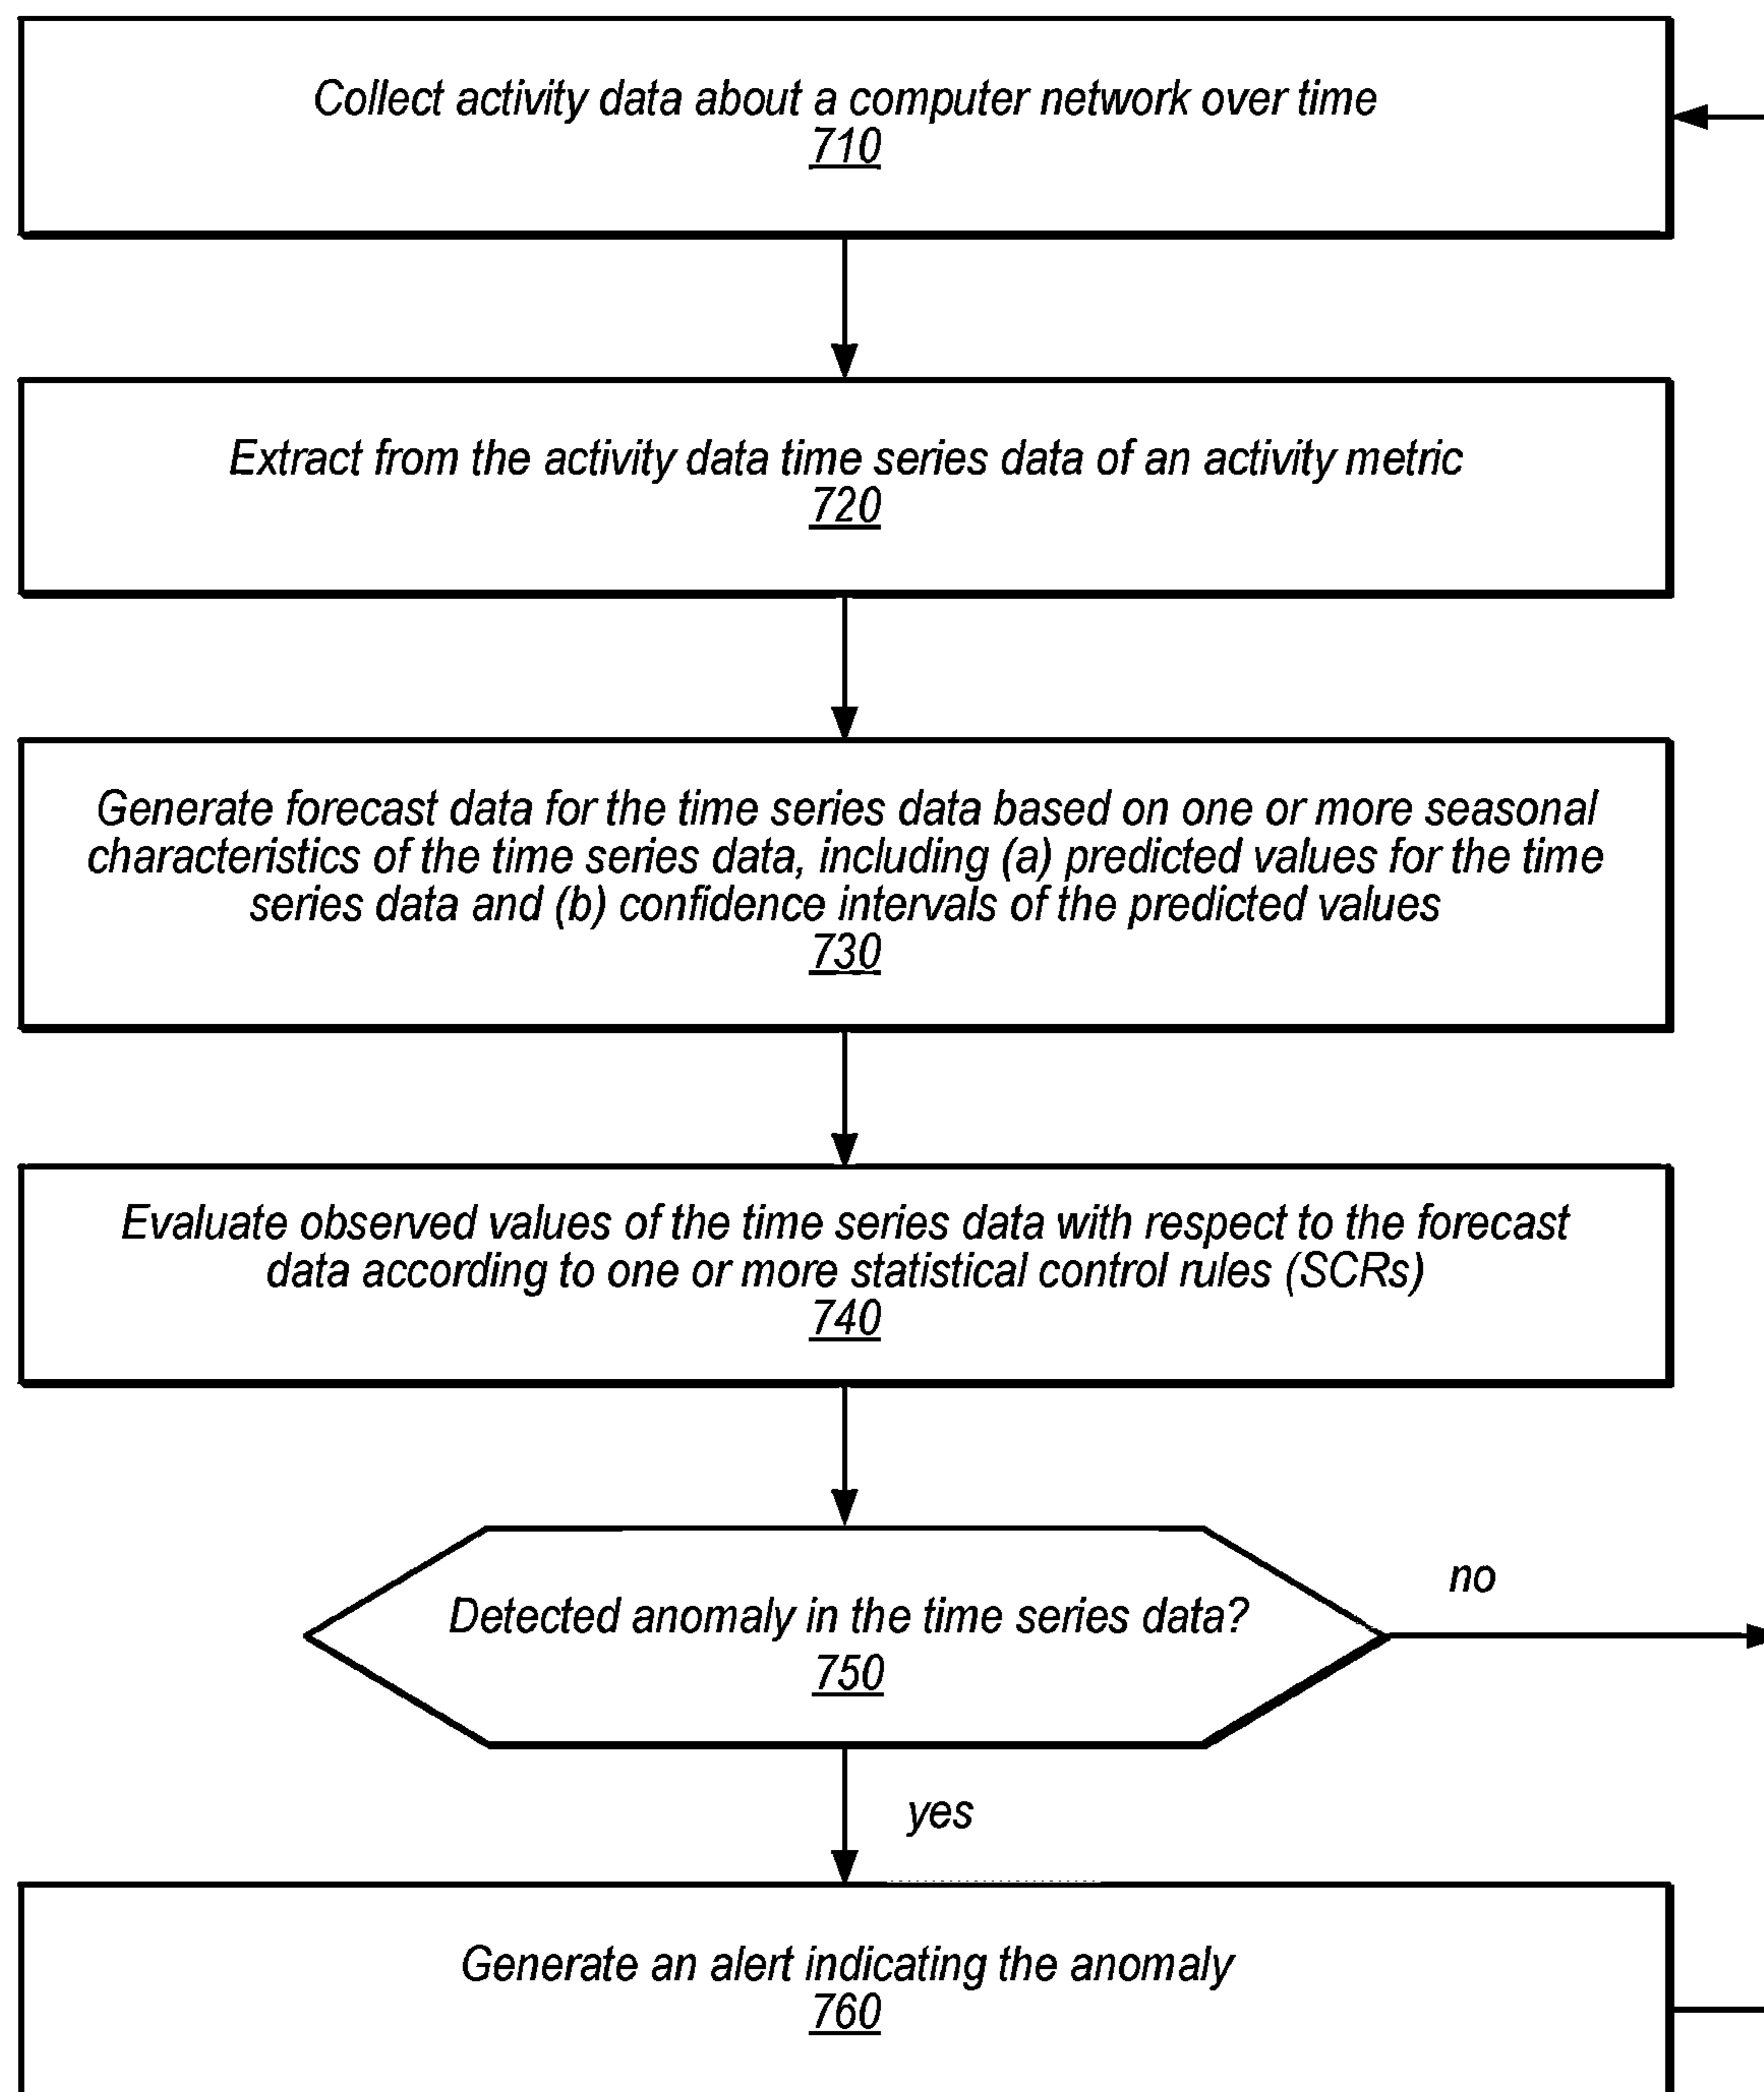 Collect activity data about a computer network over time
710
Extract from the activity data time series data of an activity metric
720
Generate forecast data for the time series data based on one or more seasonal
characteristics of the time series data, including (a) predicted values for the time
series data and (b) confidence intervals of the predicted values
730
Evaluate observed values of the time series data with respect to the forecast
data according to one or more statistical control rules (SCRs)
740
Detected anomaly in the time series data?
750
no
yes
Generate an alert indicating the anomaly
760